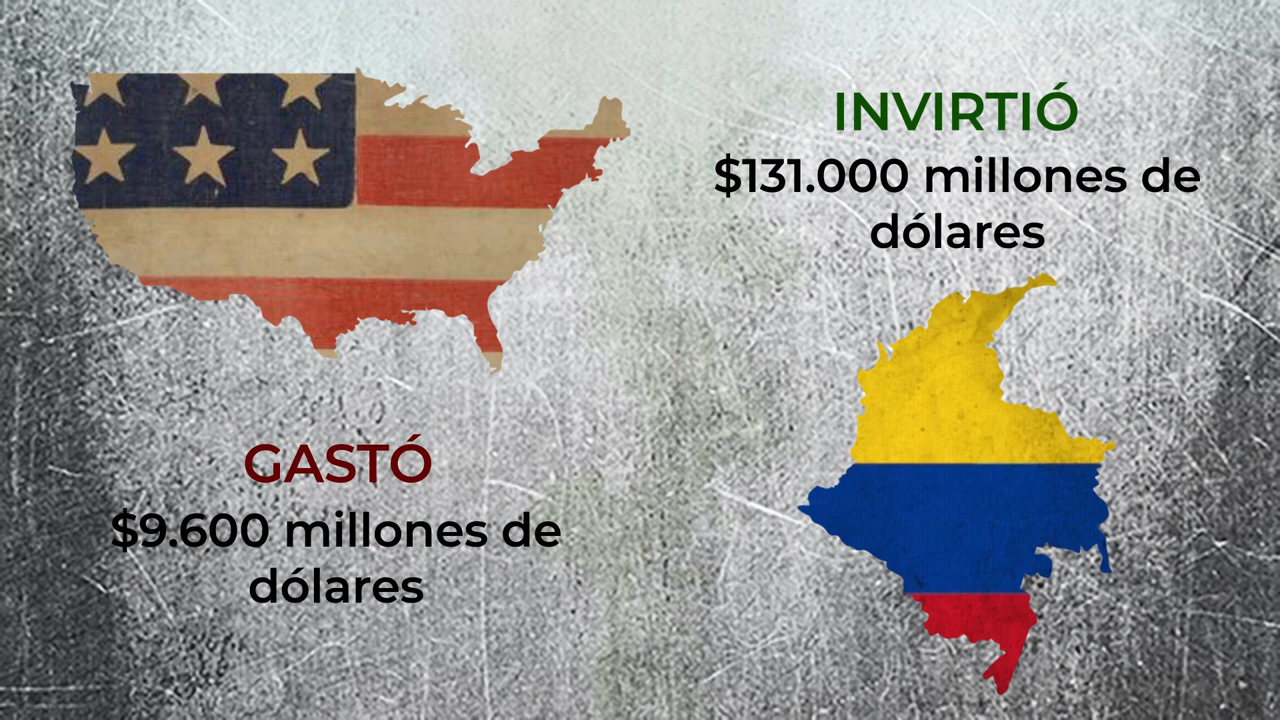 INVIRTIÓ
$131.000 millones de
dólares
GASTÓ
$9.600 millones de
dólares